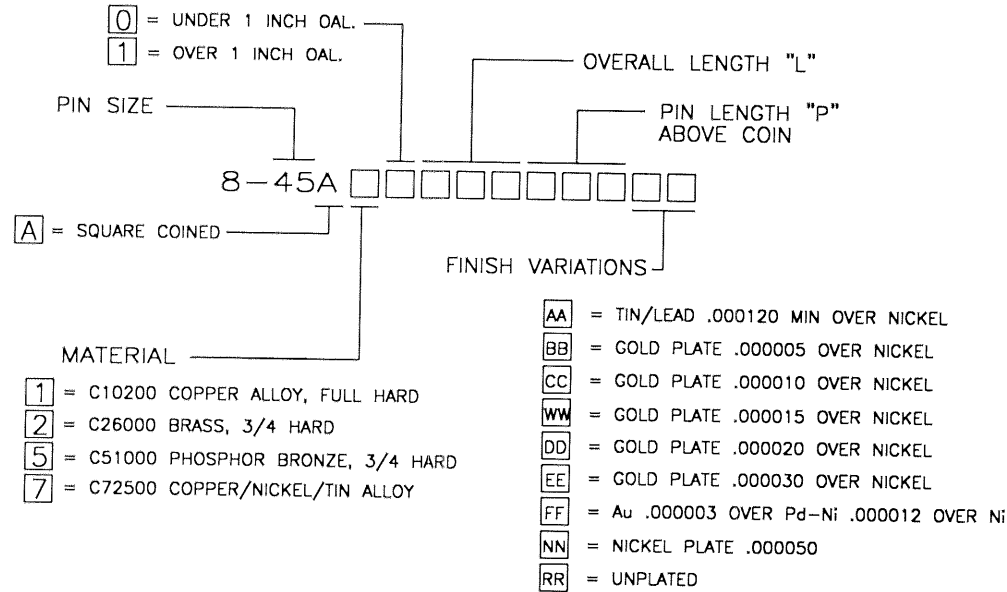 0 = UNDER 1 INCH OAL.
1 = OVER 1 INCH OAL.
OVERALL LENGTH "L"
PIN SIZE
PIN LENGTH "P"
ABOVE COIN
8-45A
A = SQUARE COINED
FINISH VARIATIONS
MATERIAL
1 = C10200 COPPER ALLOY, FULL HARD
2 = C26000 BRASS, 3/4 HARD
5 = C51000 PHOSPHOR BRONZE, 3/4 HARD
7 = C72500 COPPER/NICKEL/TIN ALLOY
AA = TIN/LEAD .000120 MIN OVER NICKEL
BB = GOLD PLATE .000005 OVER NICKEL
CC = GOLD PLATE .000010 OVER NICKEL
WW = GOLD PLATE .000015 OVER NICKEL
DD = GOLD PLATE .000020 OVER NICKEL
EE = GOLD PLATE .000030 OVER NICKEL
FF = Au .000003 OVER Pd-Ni .000012 OVER Ni
NN = NICKEL PLATE .000050
RR = UNPLATED